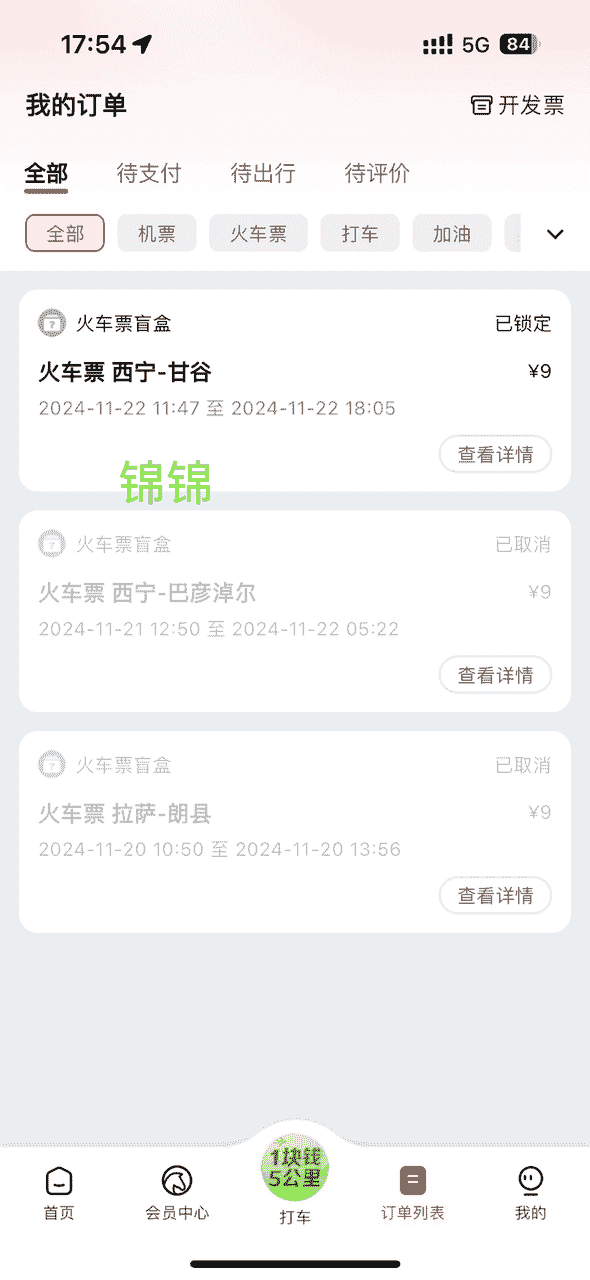 17:54 5G 84
我的订单 开发票
全部 待支付 待出行 待评价
全部 机票 火车票 打车 加油
火车票盲盒 已锁定
火车票 西宁-甘谷 ¥9
2024-11-22 11:47 至 2024-11-22 18:05
查看详情
锦锦
火车票盲盒 已取消
火车票 西宁-巴彦淖尔 ¥9
2024-11-21 12:50 至 2024-11-22 05:22
查看详情
火车票盲盒 已取消
火车票 拉萨-朗县 ¥9
2024-11-20 10:50 至 2024-11-20 13:56
查看详情
1块钱
5公里
首页 会员中心 打车 订单列表 我的